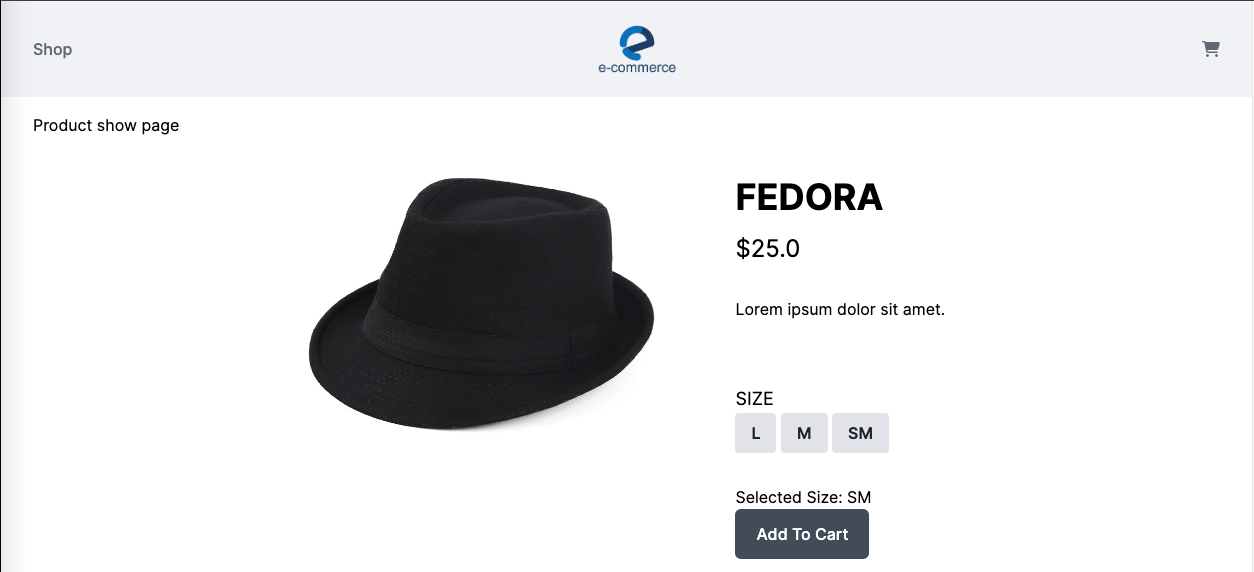 Shop
e-commerce
Product show page
FEDORA
$25.0
Lorem ipsum dolor sit amet.
SIZE
L M SM
Selected Size: SM
Add To Cart